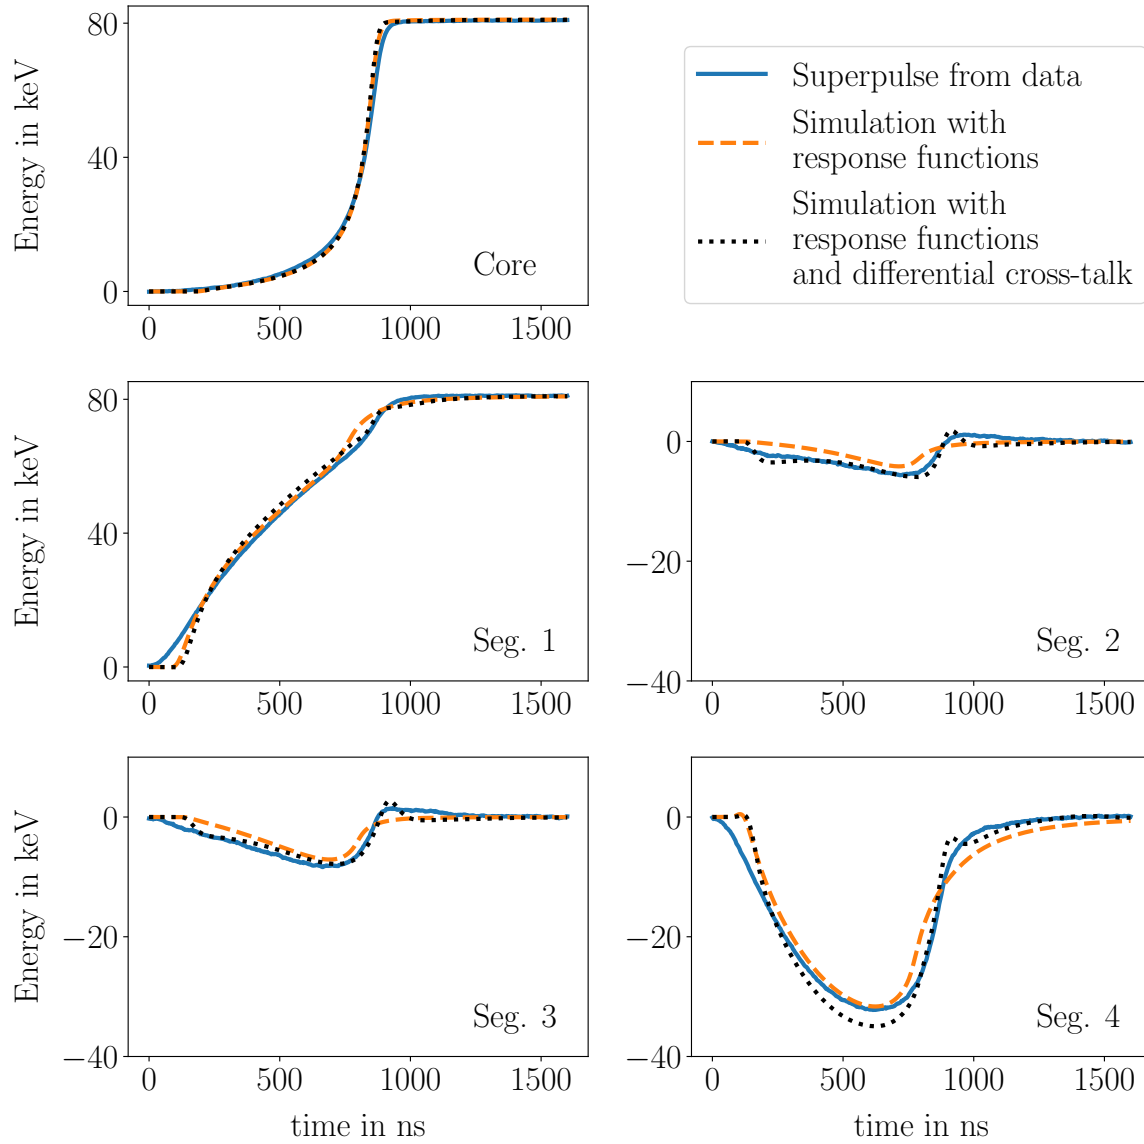 Energy in keV
80
40
0
Core
0
500
1000
1500
Superpulse from data
Simulation with
response functions
Simulation with
response functions
and differential cross-talk
Energy in keV
80
40
0
Seg. 1
0
500
1000
1500
0
−20
−40
Seg. 2
0
500
1000
1500
Energy in keV
0
−20
−40
Seg. 3
0
500
1000
1500
time in ns
0
−20
−40
Seg. 4
0
500
1000
1500
time in ns